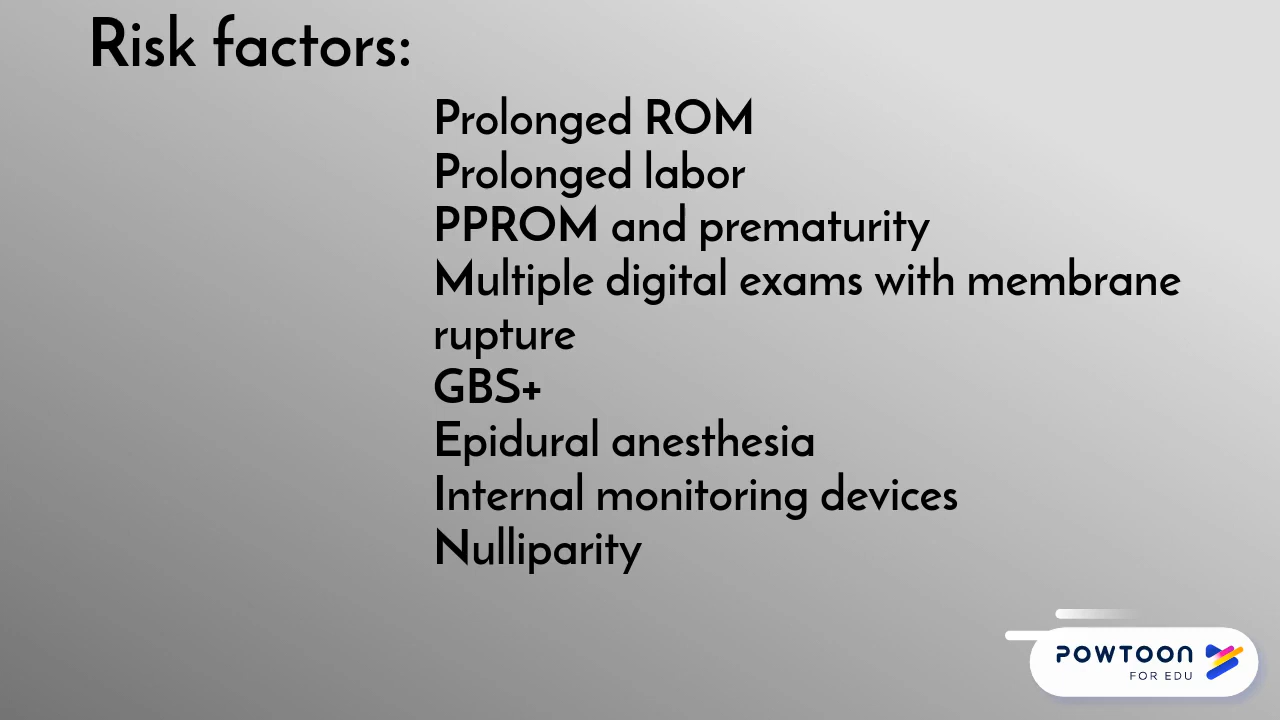 Risk factors:
Prolonged ROM
Prolonged labor
PPROM and prematurity
Multiple digital exams with membrane
rupture
GBS+
Epidural anesthesia
Internal monitoring devices
Nulliparity
POWTOON
FOR EDU